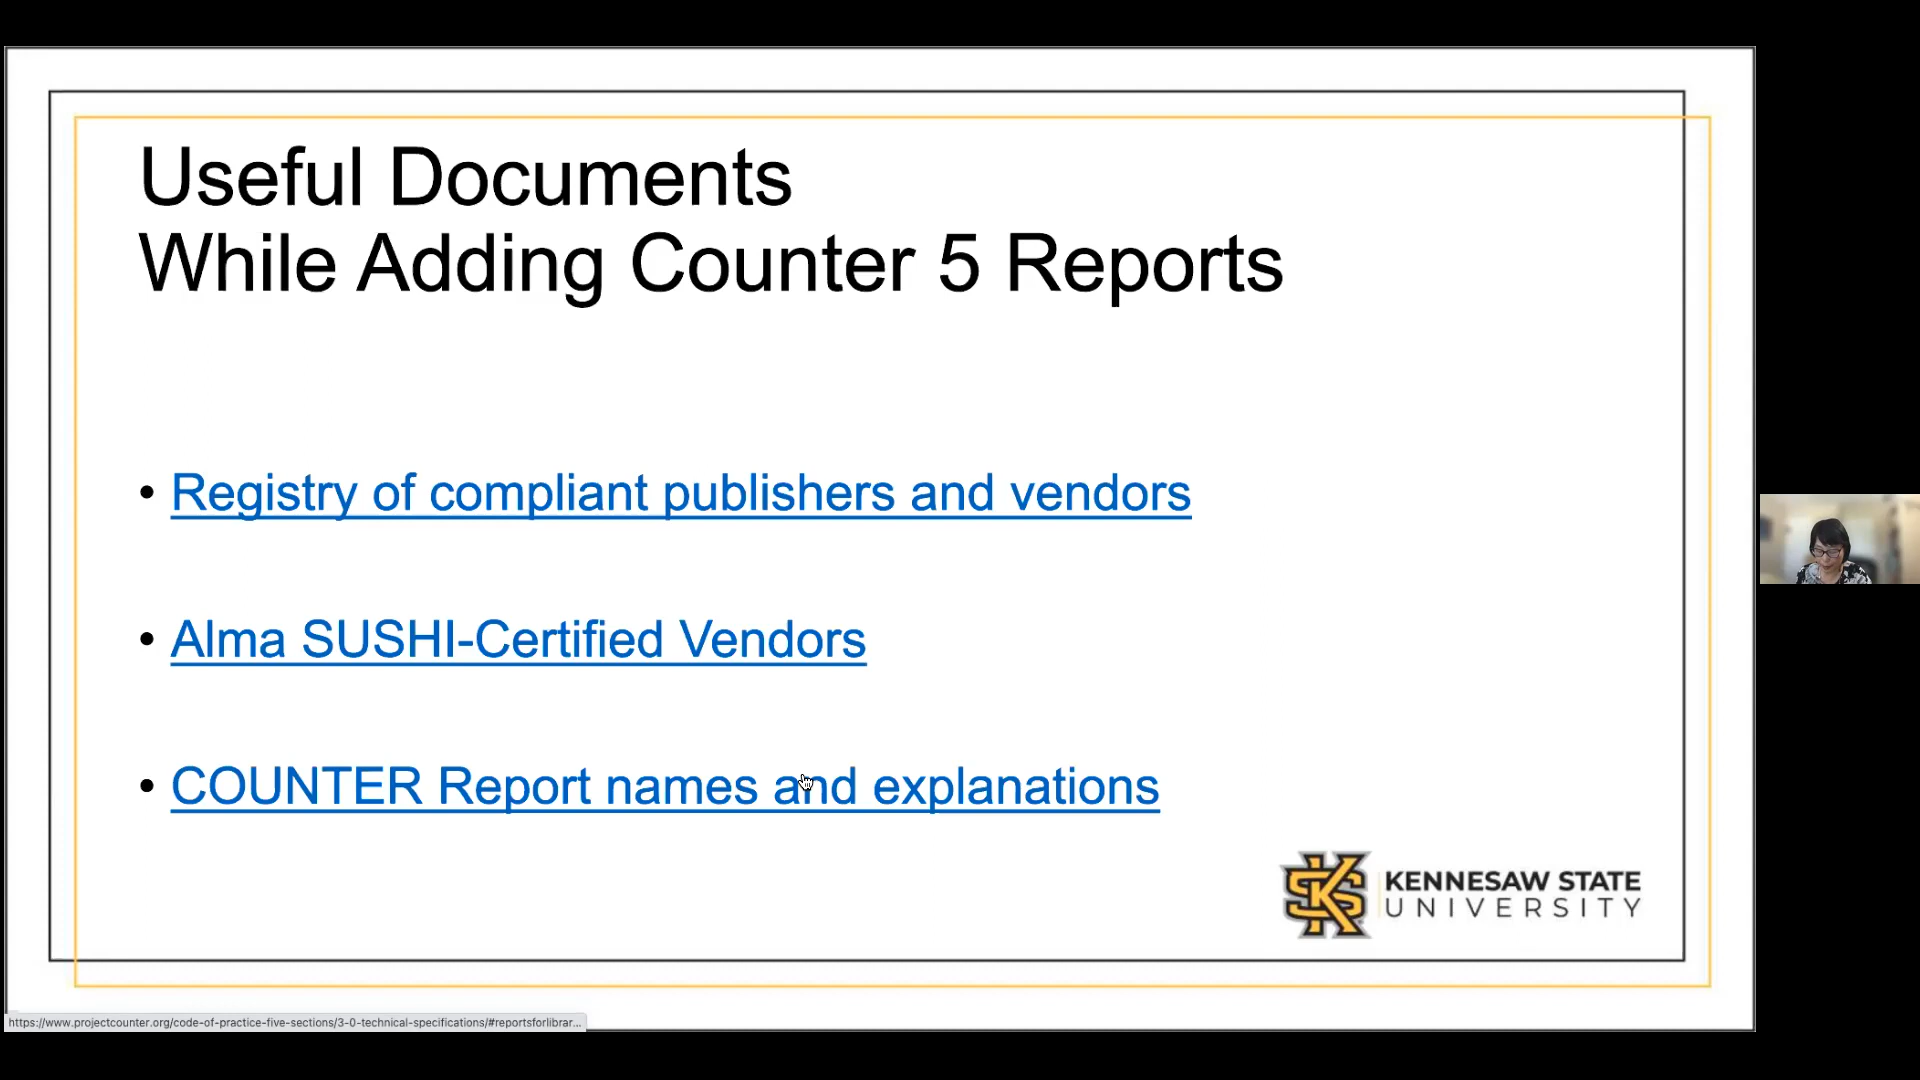 Useful Documents
While Adding Counter 5 Reports
• Registry of compliant publishers and vendors
• Alma SUSHI-Certified Vendors
• COUNTER Report names and explanations
KS
KENNESAW STATE
UNIVERSITY
https://www.projectcounter.org/code-of-practice-five-sections/3-0-technical-specifications/#reportsforlibrar...